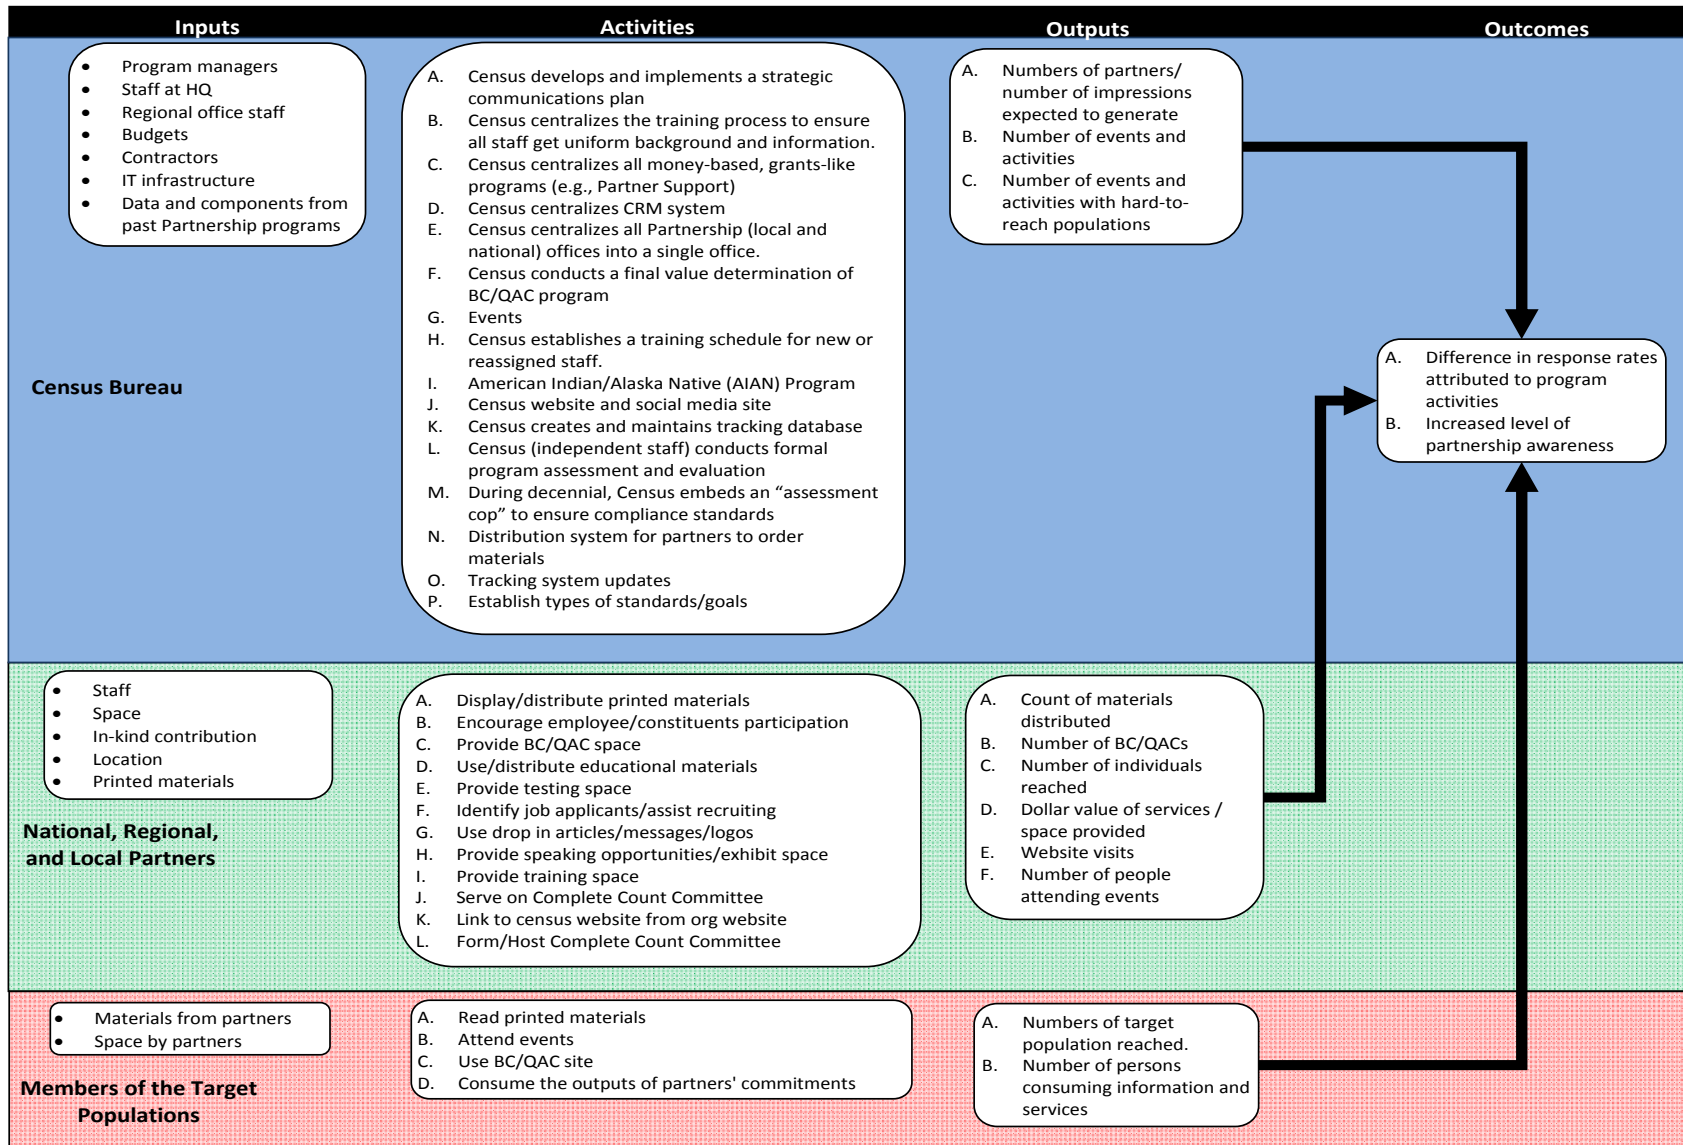 Inputs
Activities
Outputs
Outcomes
Census Bureau
• Program managers
• Staff at HQ
• Regional office staff
• Budgets
• Contractors
• IT infrastructure
• Data and components from
past Partnership programs
A. Census develops and implements a strategic
communications plan
B. Census centralizes the training process to ensure
all staff get uniform background and information.
C. Census centralizes all money-based, grants-like
programs (e.g., Partner Support)
D. Census centralizes CRM system
E. Census centralizes all Partnership (local and
national) offices into a single office.
F. Census conducts a final value determination of
BC/QAC program
G. Events
H. Census establishes a training schedule for new or
reassigned staff.
I. American Indian/Alaska Native (AIAN) Program
J. Census website and social media site
K. Census creates and maintains tracking database
L. Census (independent staff) conducts formal
program assessment and evaluation
M. During decennial, Census embeds an “assessment
cop” to ensure compliance standards
N. Distribution system for partners to order
materials
O. Tracking system updates
P. Establish types of standards/goals
A. Numbers of partners/
number of impressions
expected to generate
B. Number of events and
activities
C. Number of events and
activities with hard-to-
reach populations
A. Difference in response rates
attributed to program
activities
B. Increased level of
partnership awareness
National, Regional,
and Local Partners
• Staff
• Space
• In-kind contribution
• Location
• Printed materials
A. Display/distribute printed materials
B. Encourage employee/constituents participation
C. Provide BC/QAC space
D. Use/distribute educational materials
E. Provide testing space
F. Identify job applicants/assist recruiting
G. Use drop in articles/messages/logos
H. Provide speaking opportunities/exhibit space
I. Provide training space
J. Serve on Complete Count Committee
K. Link to census website from org website
L. Form/Host Complete Count Committee
A. Count of materials
distributed
B. Number of BC/QACs
C. Number of individuals
reached
D. Dollar value of services /
space provided
E. Website visits
F. Number of people
attending events
Members of the Target
Populations
• Materials from partners
• Space by partners
A. Read printed materials
B. Attend events
C. Use BC/QAC site
D. Consume the outputs of partners' commitments
A. Numbers of target
population reached.
B. Number of persons
consuming information and
services